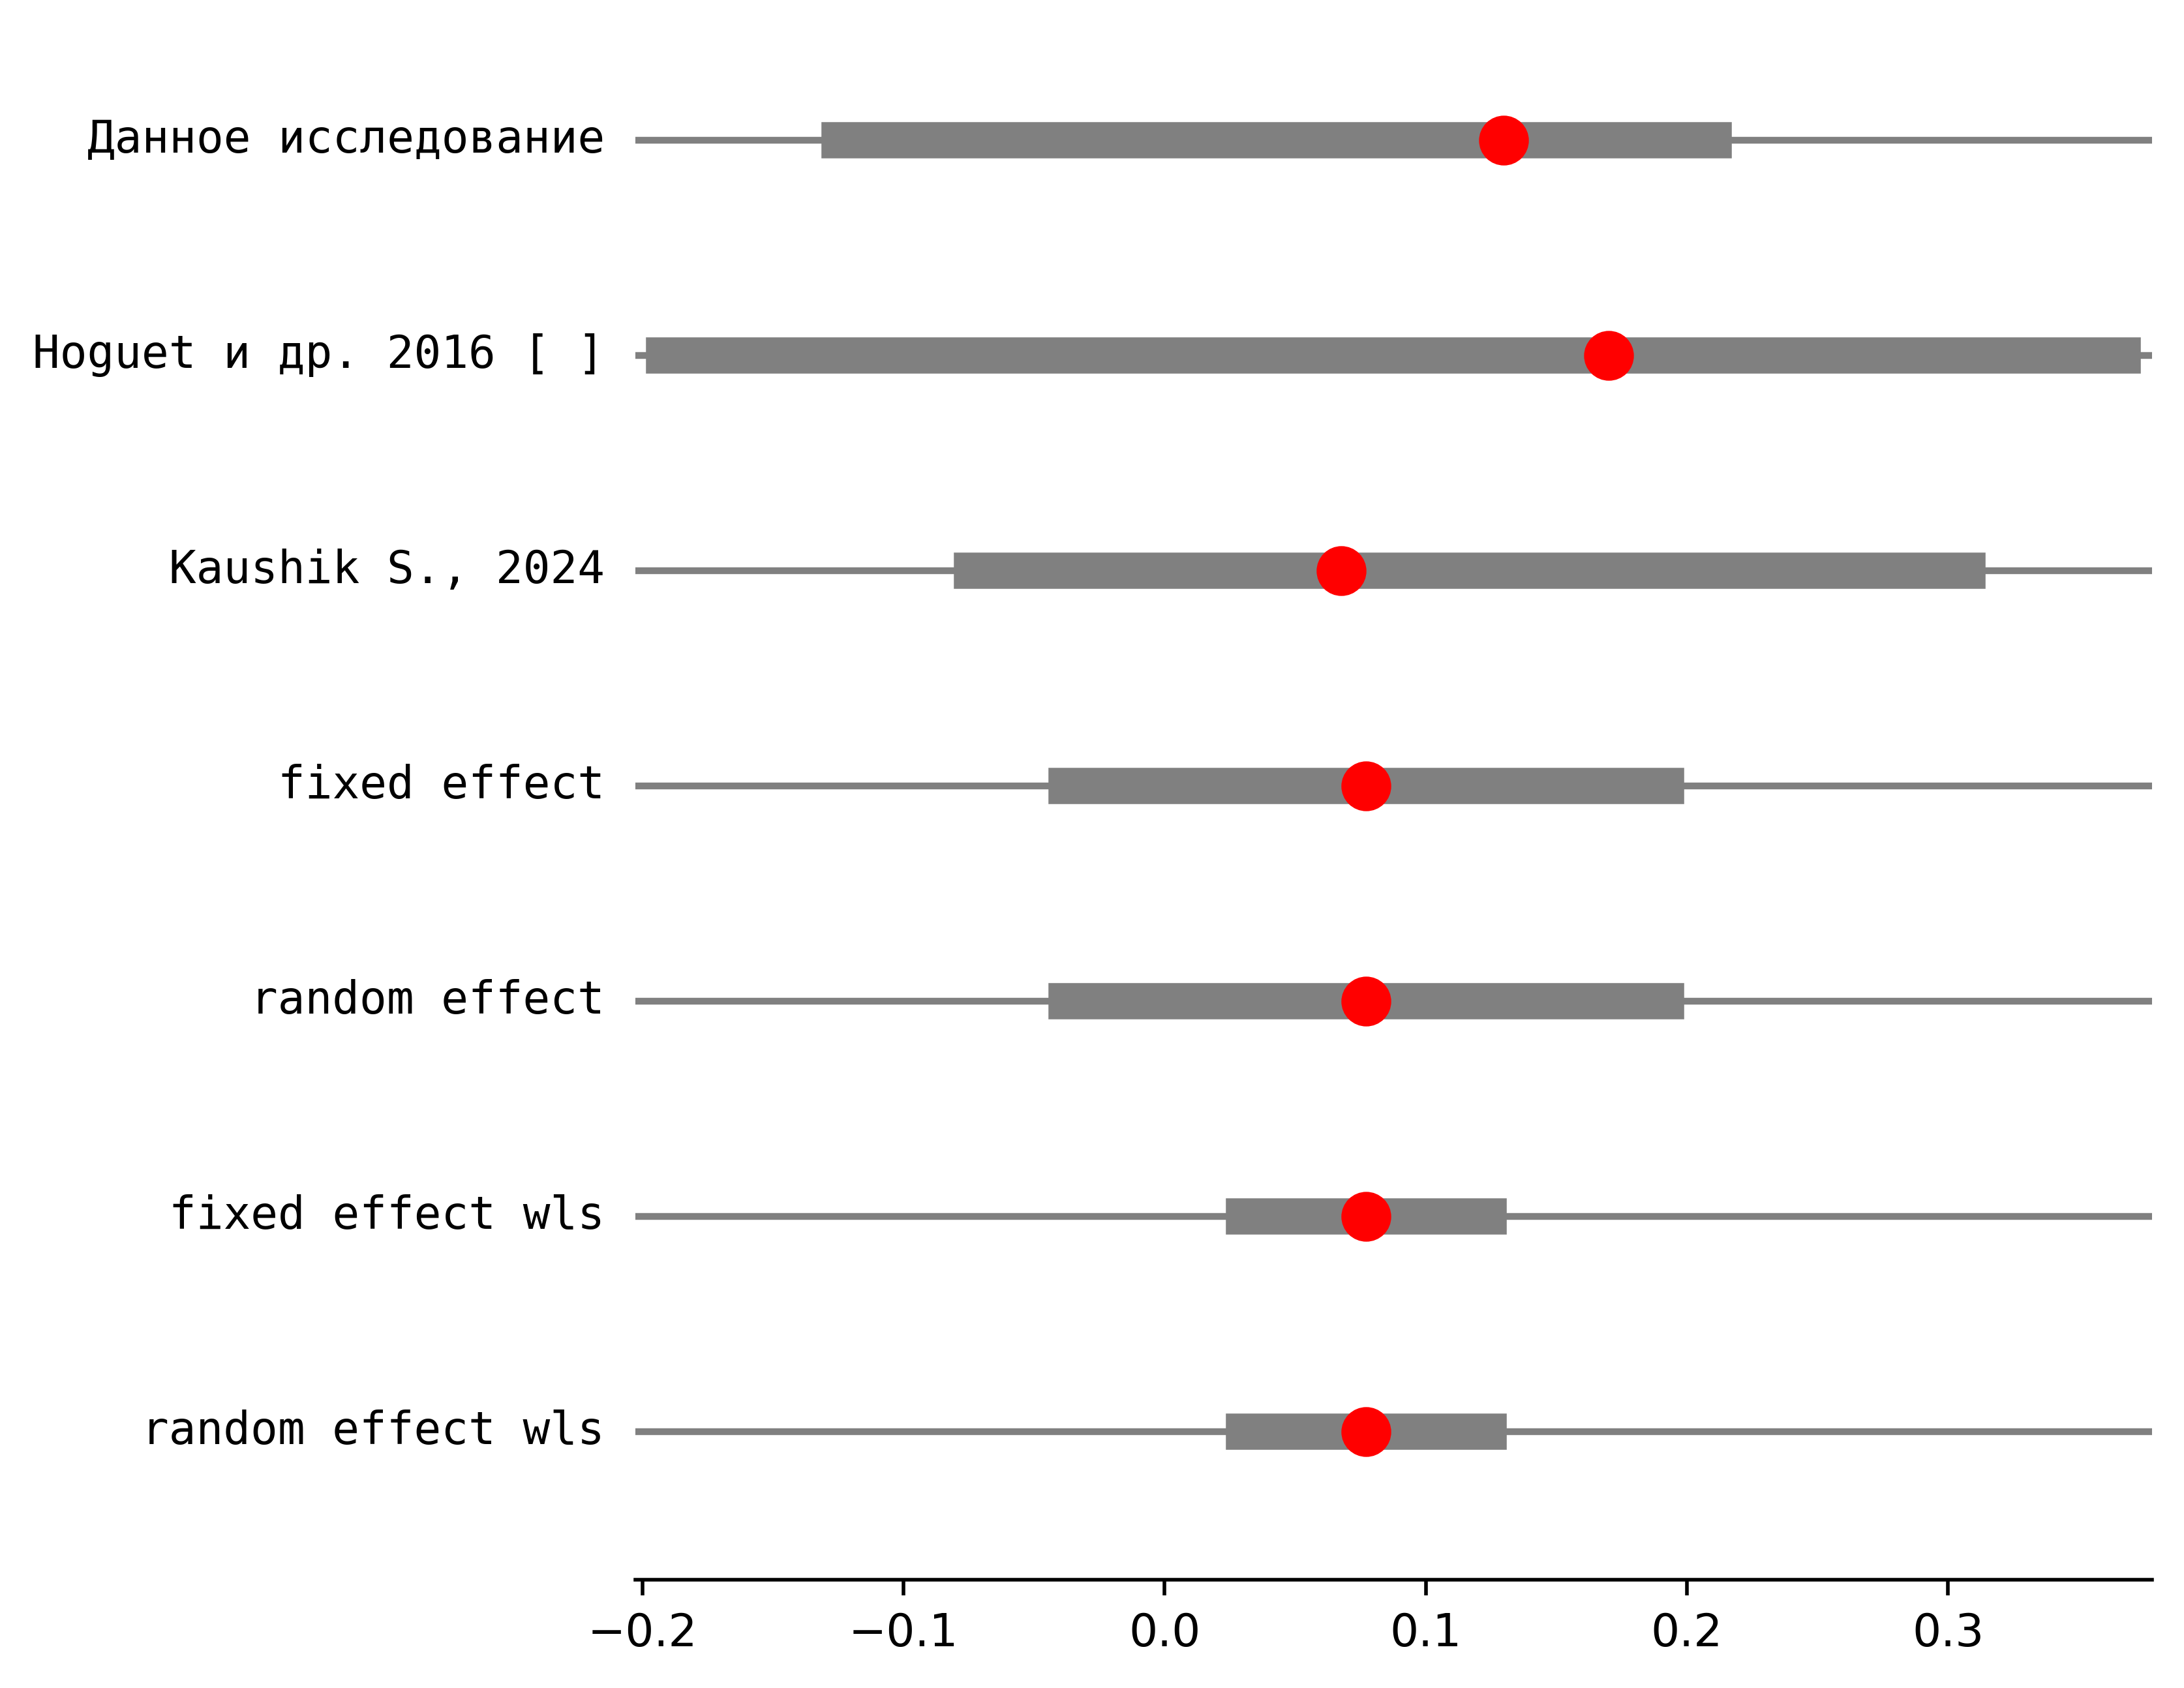 Данное исследование
Hoguet и др. 2016 [ ]
Kaushik S., 2024
fixed effect
random effect
fixed effect wls
random effect wls
−0.2 −0.1 0.0 0.1 0.2 0.3